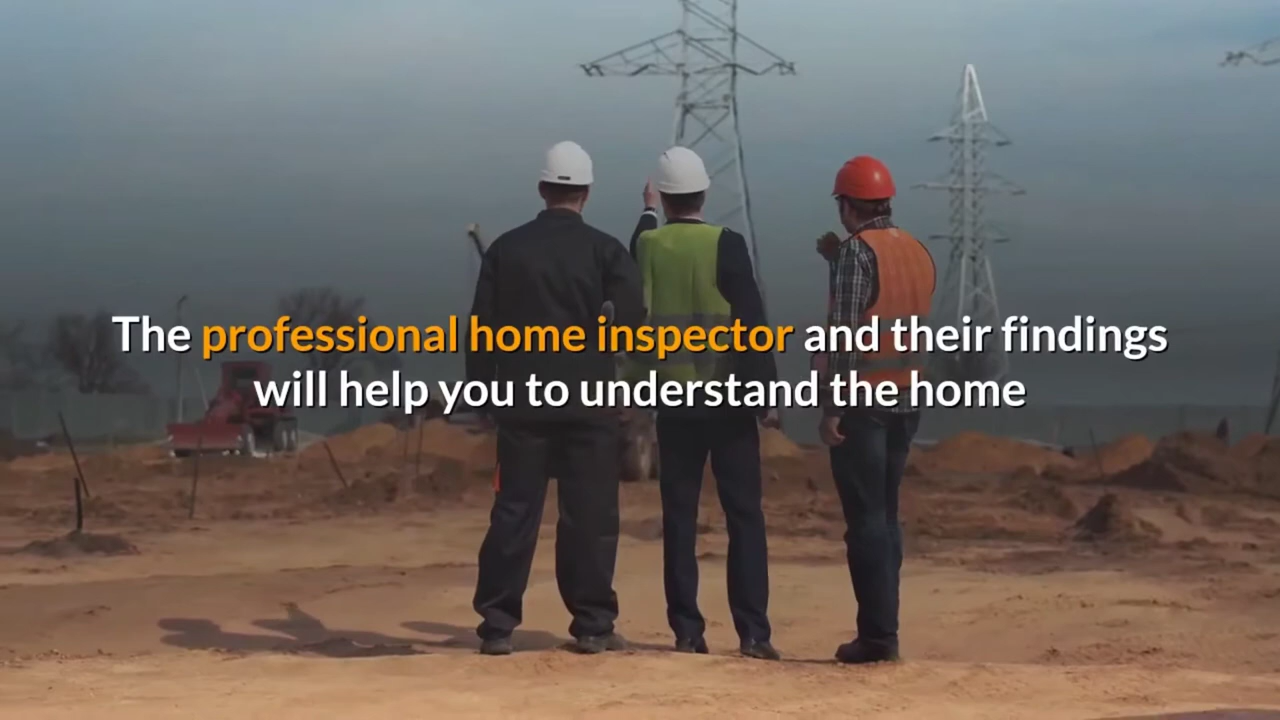 The professional home inspector and their findings
will help you to understand the home